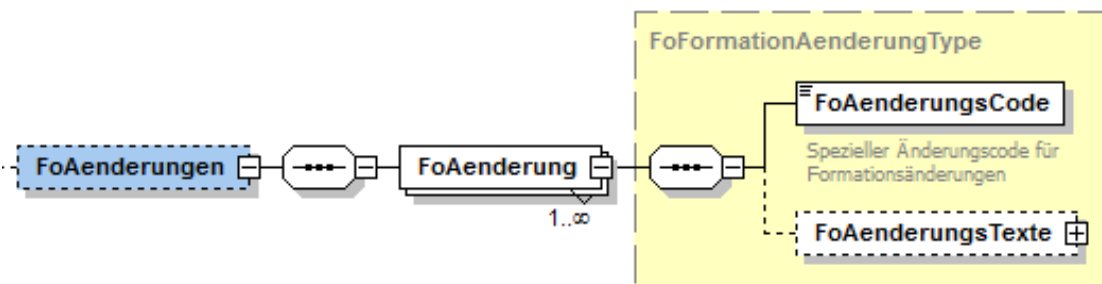 FoFormationAenderungType
FoAenderungsCode
Spezieller Änderungscode für
Formationsänderungen
FoAenderungen
FoAenderung
1..∞
FoAenderungsTexte